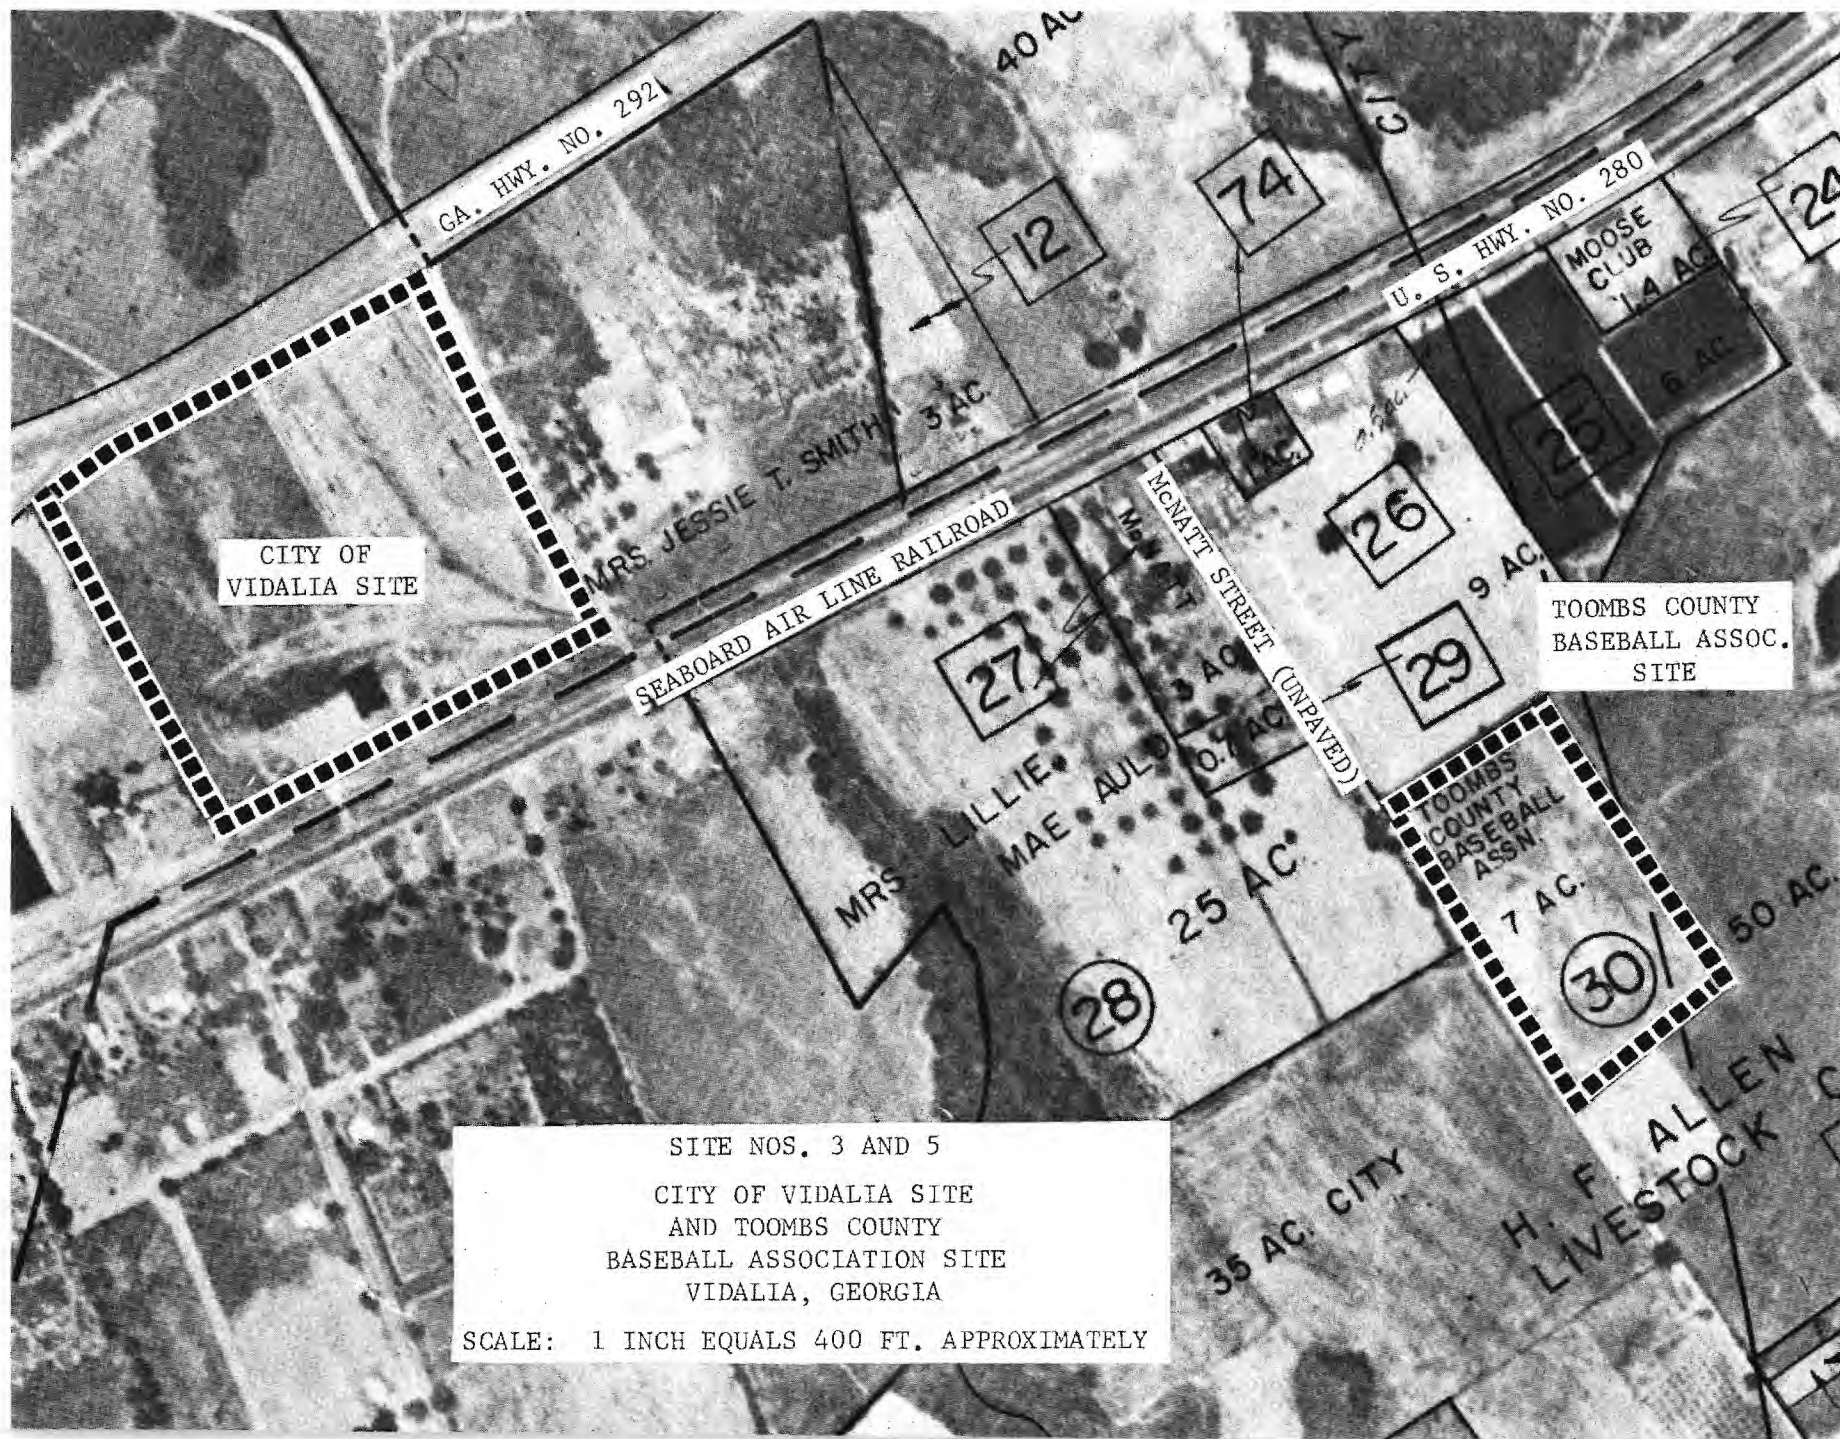 40 AC
CITY
GA. HWY. NO. 292
D.
12
74
24
U. S. HWY. NO. 280
MOOSE
CLUB
1.4 AC.
6 AC.
25
MRS. JESSIE T. SMITH
3 AC.
1 AC.
0.8 ac.
26
9 AC.
CITY OF
VIDALIA SITE
SEABOARD AIR LINE RAILROAD
McNATT STREET (UNPAVED)
TOOMBS COUNTY
BASEBALL ASSOC.
SITE
27
29
3 AC.
0.7 AC.
MRS. LILLIE
MAE AULD
25 AC.
28
TOOMBS
COUNTY
BASEBALL
ASSN.
7 AC.
30
50 AC.
35 AC. CITY
H. F. ALLEN
LIVESTOCK
SITE NOS. 3 AND 5
CITY OF VIDALIA SITE
AND TOOMBS COUNTY
BASEBALL ASSOCIATION SITE
VIDALIA, GEORGIA
SCALE: 1 INCH EQUALS 400 FT. APPROXIMATELY